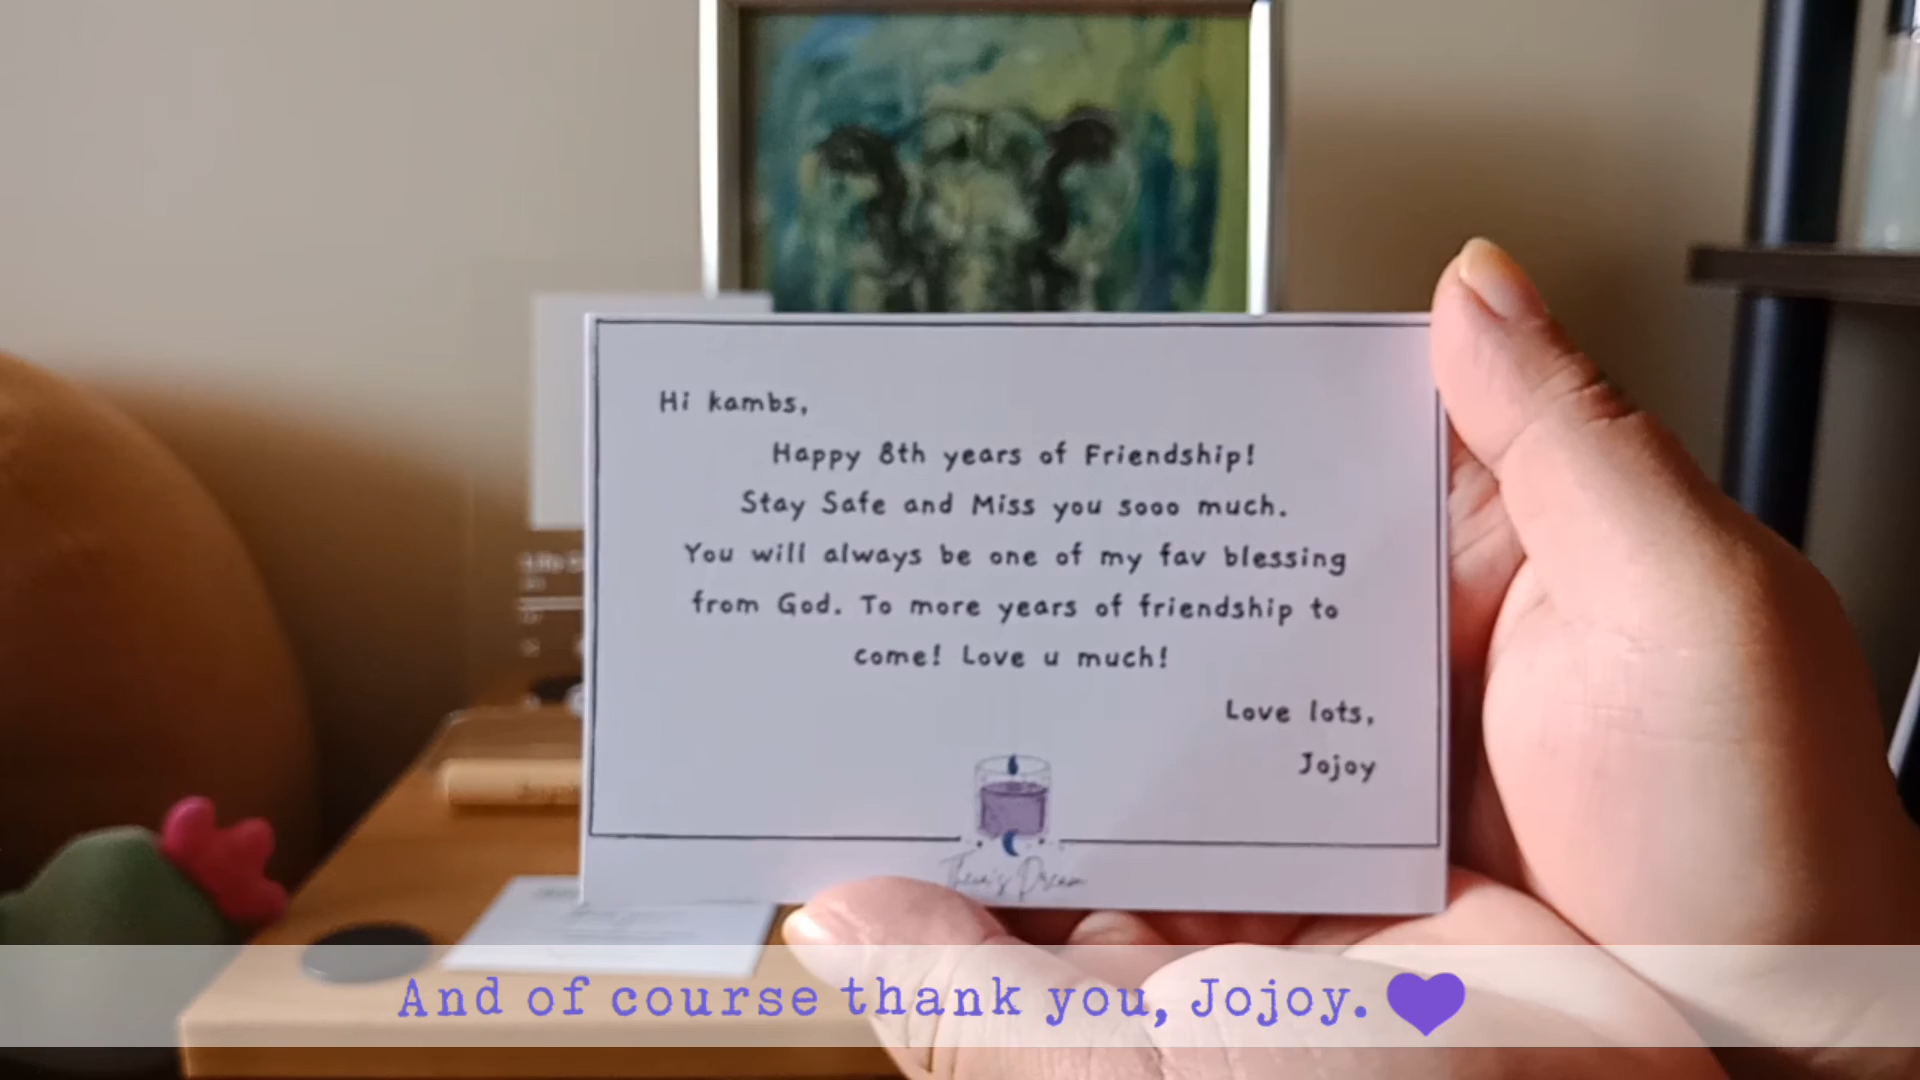 Hi kambs,
Happy 8th years of Friendship!
Stay Safe and Miss you sooo much.
You will always be one of my fav blessing
from God. To more years of friendship to
come! Love u much!
Love lots,
Jojoy
Dream
And of course thank you, Jojoy.